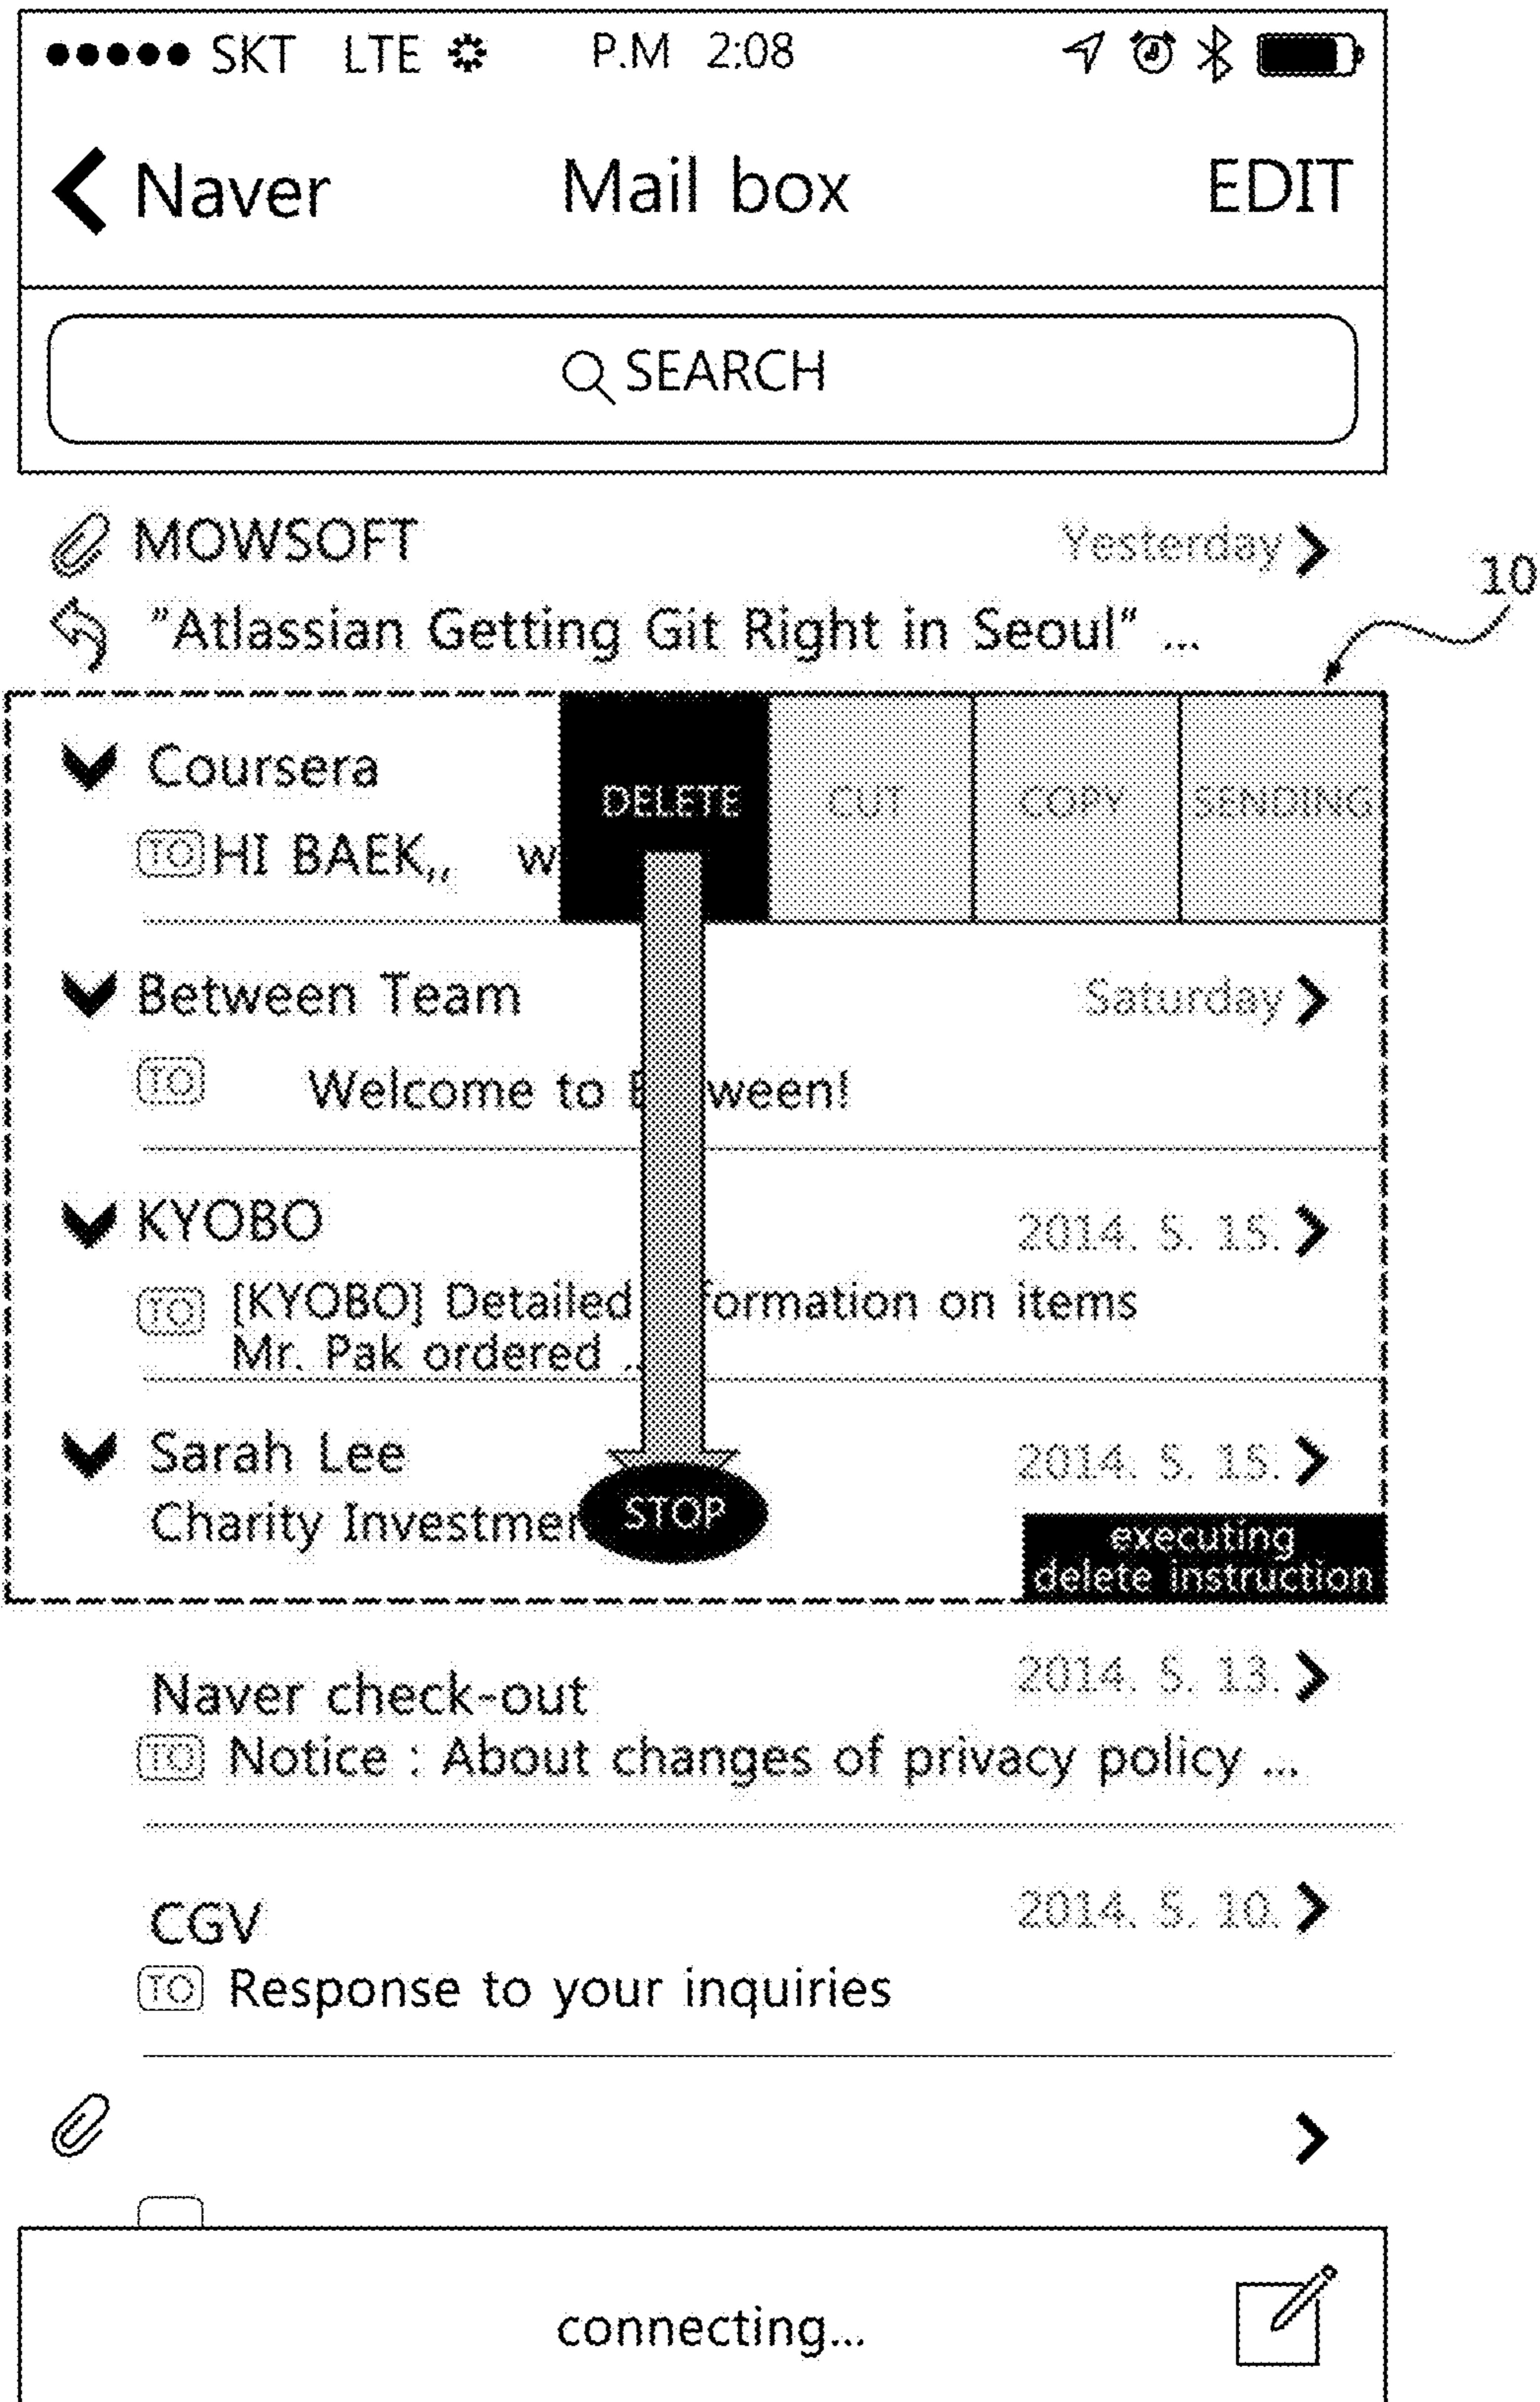 SKT LTE P.M 2:08
Naver Mail box EDIT
SEARCH
MOWSOFT Yesterday
10
"Atlassian Getting Git Right in Seoul" ...
Coursera
DELETE CUT COPY SENDING
TO HI BAEK,, w
Between Team Saturday
TO Welcome to B ween!
KYOBO 2014. 5. 15.
TO [KYOBO] Detailed formation on items
Mr. Pak ordered ..
Sarah Lee 2014. 5. 15.
Charity Investmen STOP
executing
delete instruction
Naver check-out 2014. 5. 13.
TO Notice : About changes of privacy policy ...
CGV 2014. 5. 10.
TO Response to your inquiries
connecting...